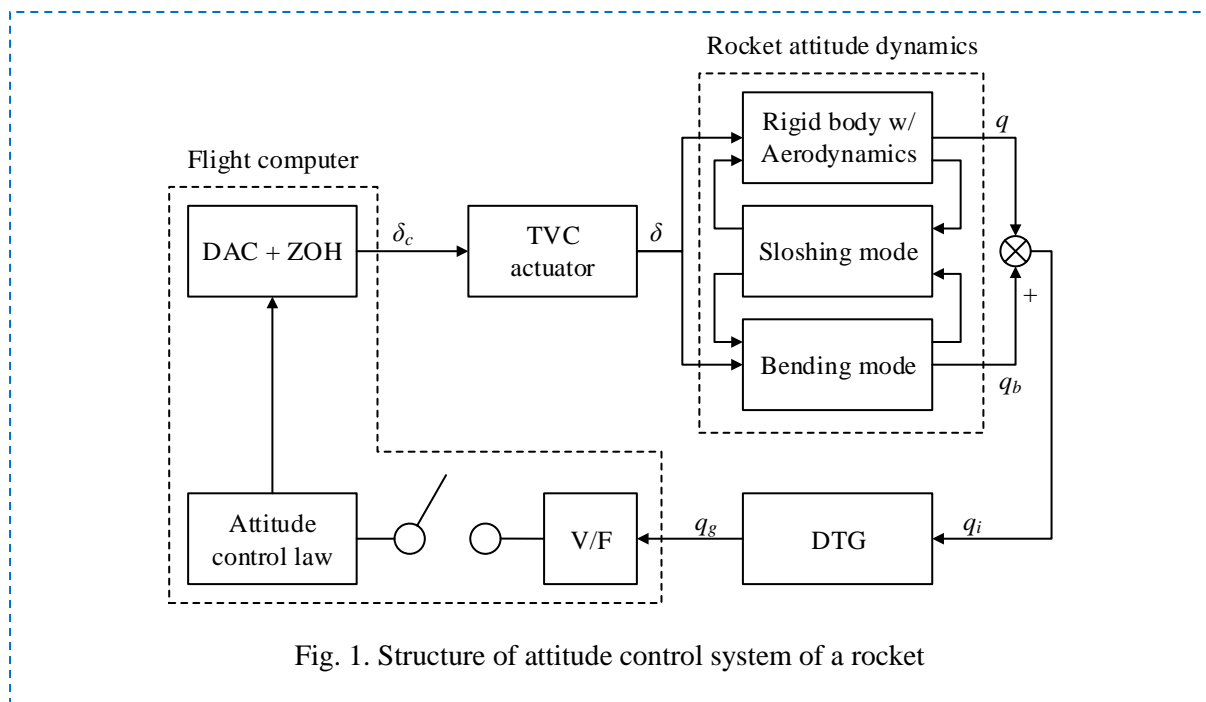 Rocket attitude dynamics
Rigid body w/
Aerodynamics
q
Flight computer
DAC + ZOH
δc
TVC
actuator
δ
Sloshing mode
+
Bending mode
qb
Attitude
control law
V/F
qg
DTG
qi
Fig. 1. Structure of attitude control system of a rocket